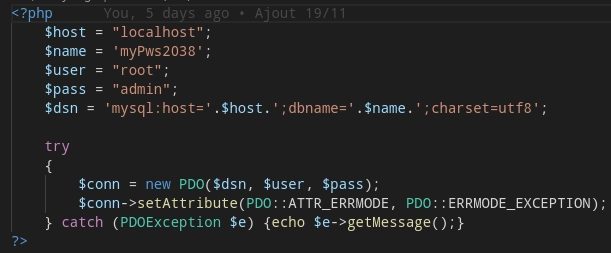 <?php You, 5 days ago • Ajout 19/11
$host = "localhost";
$name = 'myPws2038';
$user = "root";
$pass = "admin";
$dsn = 'mysql:host='.$host.';dbname='.$name.';charset=utf8';
try
{
$conn = new PDO($dsn, $user, $pass);
$conn->setAttribute(PDO::ATTR_ERRMODE, PDO::ERRMODE_EXCEPTION);
} catch (PDOException $e) {echo $e->getMessage();}
?>